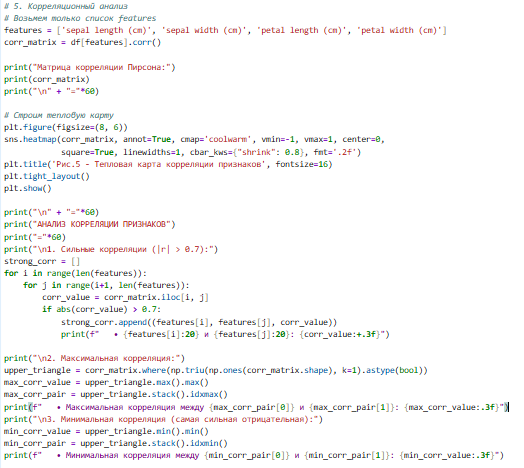 # 5. Корреляционный анализ
# Возьмем только список features
features = ['sepal length (cm)', 'sepal width (cm)', 'petal length (cm)', 'petal width (cm)']
corr_matrix = df[features].corr()
print("Матрица корреляции Пирсона:")
print(corr_matrix)
print("\n" + "="*60)
# Строим тепловую карту
plt.figure(figsize=(8, 6))
sns.heatmap(corr_matrix, annot=True, cmap='coolwarm', vmin=-1, vmax=1, center=0,
square=True, linewidths=1, cbar_kws={"shrink": 0.8}, fmt='.2f')
plt.title('Рис.5 - Тепловая карта корреляции признаков', fontsize=16)
plt.tight_layout()
plt.show()
print("\n" + "="*60)
print("АНАЛИЗ КОРРЕЛЯЦИИ ПРИЗНАКОВ")
print("="*60)
print("\n1. Сильные корреляции (|r| > 0.7):")
strong_corr = []
for i in range(len(features)):
for j in range(i+1, len(features)):
corr_value = corr_matrix.iloc[i, j]
if abs(corr_value) > 0.7:
strong_corr.append((features[i], features[j], corr_value))
print(f"   • {features[i]:20} и {features[j]:20}: {corr_value:+.3f}")
print("\n2. Максимальная корреляция:")
upper_triangle = corr_matrix.where(np.triu(np.ones(corr_matrix.shape), k=1).astype(bool))
max_corr_value = upper_triangle.max().max()
max_corr_pair = upper_triangle.stack().idxmax()
print(f"   • Максимальная корреляция между {max_corr_pair[0]} и {max_corr_pair[1]}: {max_corr_value:.3f}")
print("\n3. Минимальная корреляция (самая сильная отрицательная):")
min_corr_value = upper_triangle.min().min()
min_corr_pair = upper_triangle.stack().idxmin()
print(f"   • Минимальная корреляция между {min_corr_pair[0]} и {min_corr_pair[1]}: {min_corr_value:.3f}")